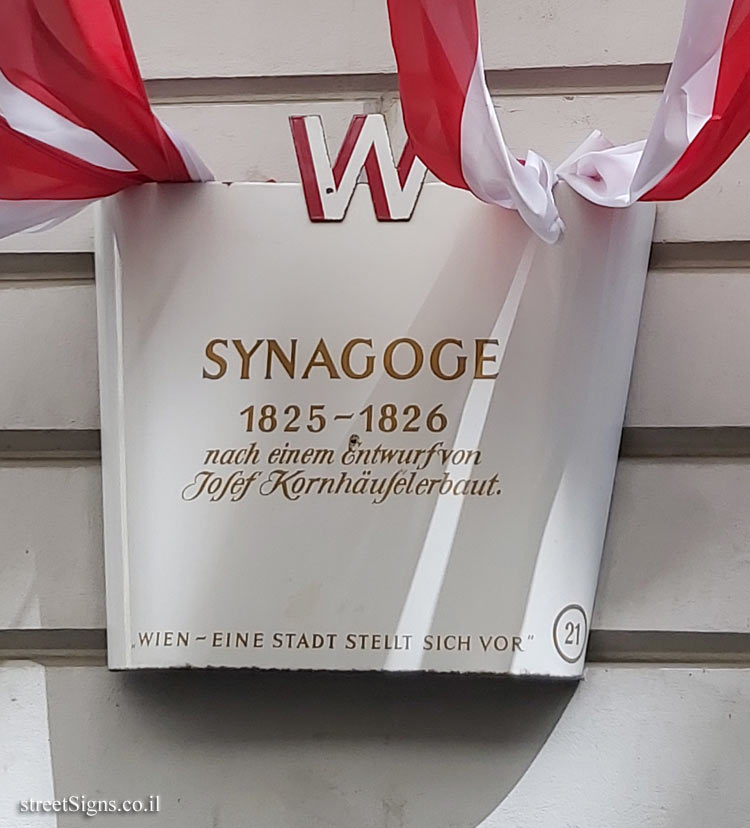 W
SYNAGOGE
1825~1826
nach einem Entwurf von
Josef Kornhäusel erbaut.
„WIEN~EINE STADT STELLT SICH VOR"
21
streetSigns.co.il